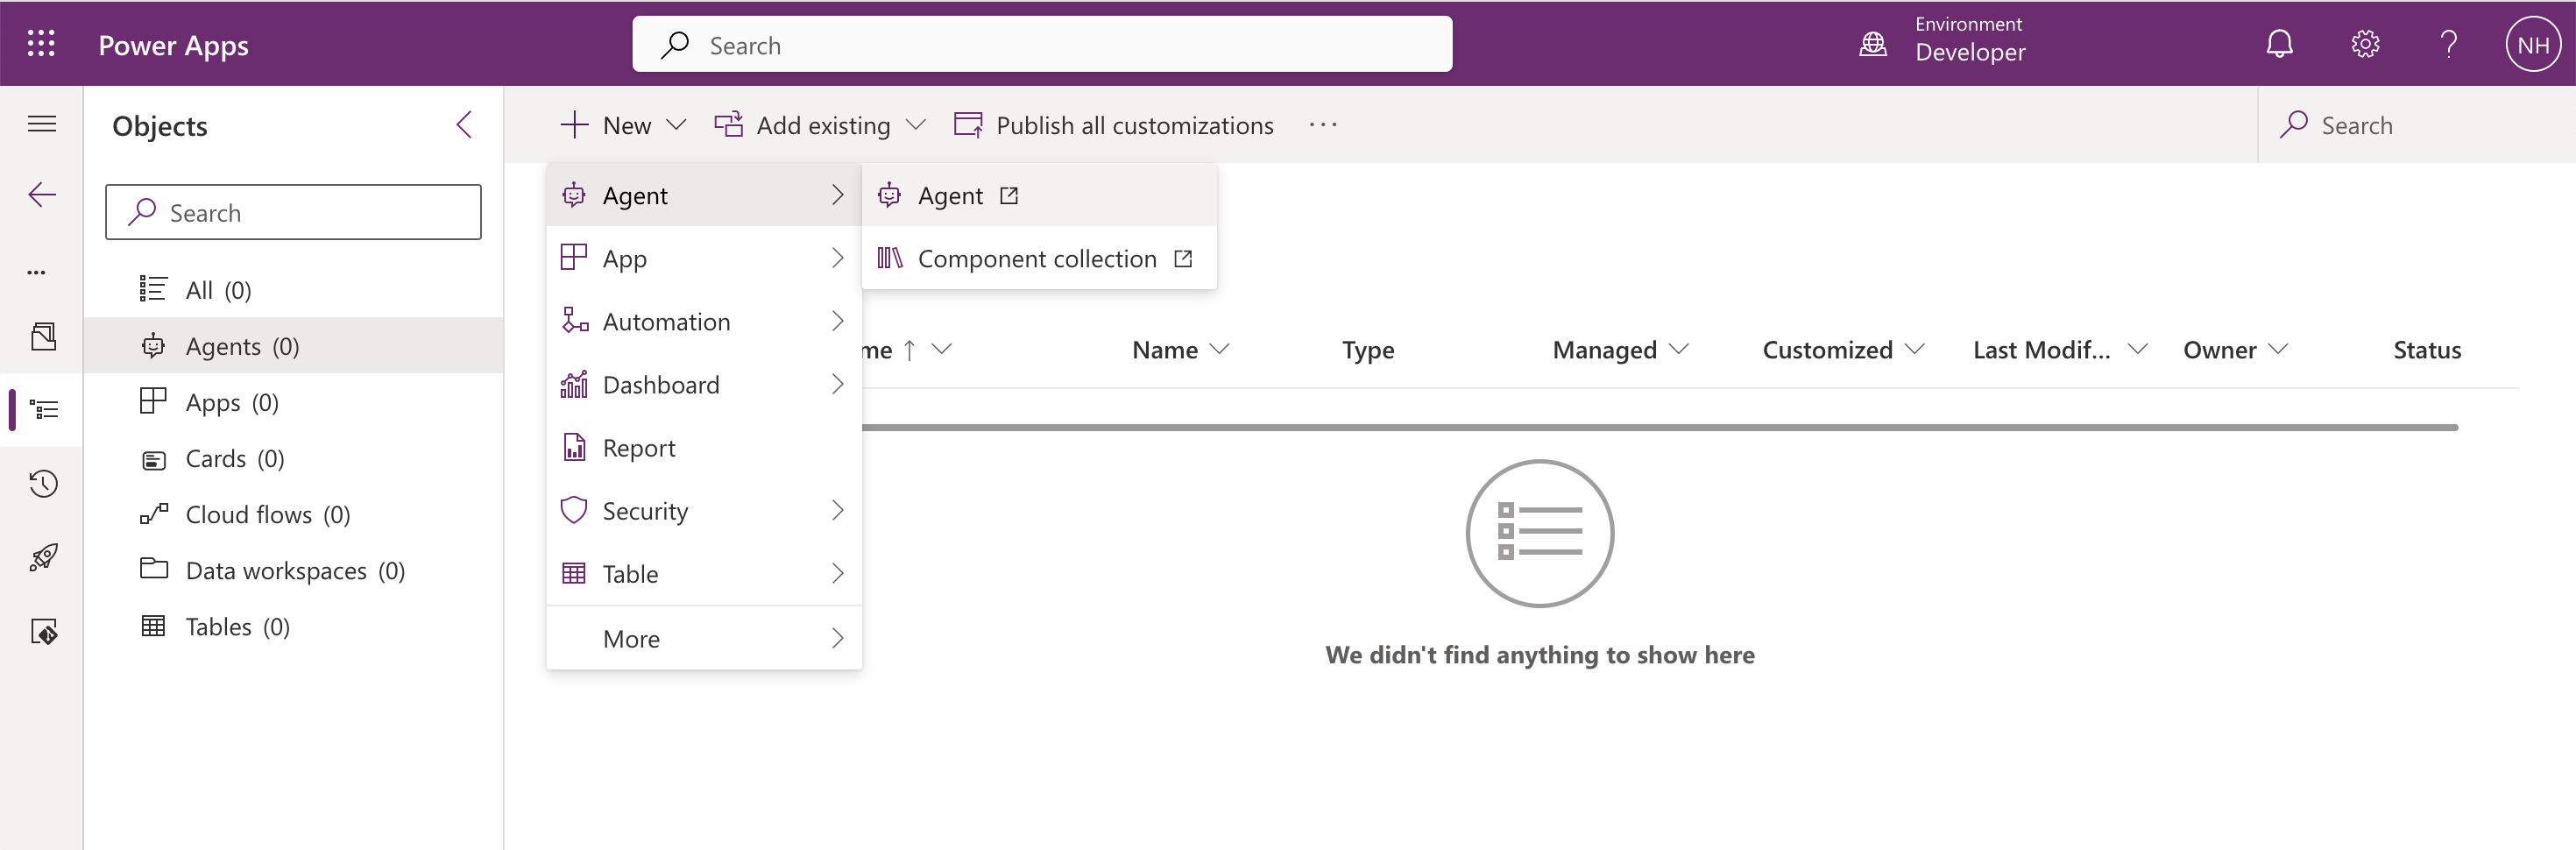 Power Apps
Search
Environment
Developer
NH
Objects
Search
All (0)
Agents (0)
Apps (0)
Cards (0)
Cloud flows (0)
Data workspaces (0)
Tables (0)
New
Add existing
Publish all customizations
Search
Agent
App
Automation
Dashboard
Report
Security
Table
More
Agent
Component collection
me Name Type Managed Customized Last Modif... Owner Status
We didn't find anything to show here